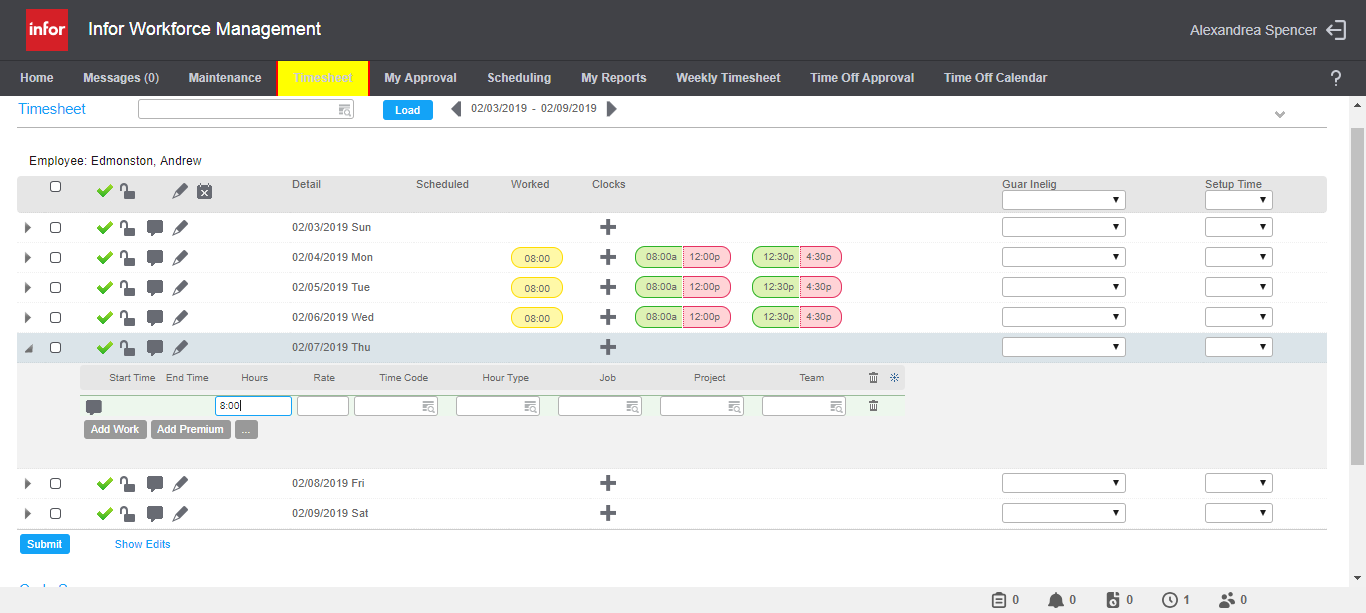 infor Infor Workforce Management Alexandrea Spencer
Home Messages (0) Maintenance Timesheet My Approval Scheduling My Reports Weekly Timesheet Time Off Approval Time Off Calendar ?
Timesheet Load 02/03/2019 - 02/09/2019
Employee: Edmonston, Andrew
Detail Scheduled Worked Clocks Guar Inelig Setup Time
02/03/2019 Sun
02/04/2019 Mon 08:00 08:00a 12:00p 12:30p 4:30p
02/05/2019 Tue 08:00 08:00a 12:00p 12:30p 4:30p
02/06/2019 Wed 08:00 08:00a 12:00p 12:30p 4:30p
02/07/2019 Thu
Start Time End Time Hours Rate Time Code Hour Type Job Project Team
8:00
Add Work Add Premium ...
02/08/2019 Fri
02/09/2019 Sat
Submit Show Edits
0 0 0 1 0